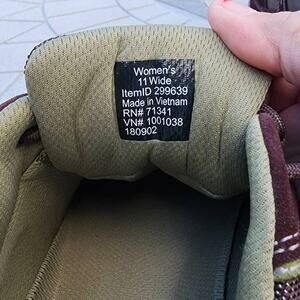 Women's
11 Wide
ItemID 299639
Made in Vietnam
RN# 71341
VN# 1001038
180902